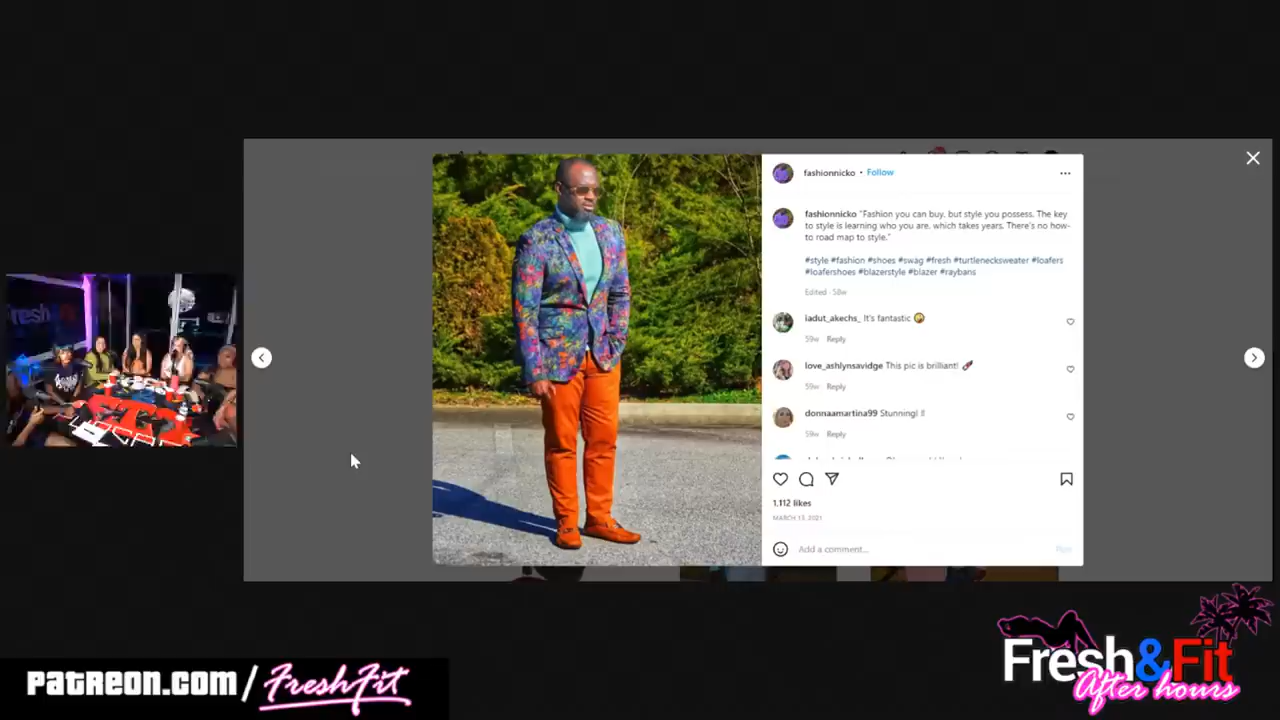 fashionnicko • Follow
fashionnicko "Fashion you can buy, but style you possess. The key
to style is learning who you are, which takes years. There's no how-
to road map to style."
#style #fashion #shoes #swag #fresh #turtlenecksweater #loafers
#loafershoes #blazerstyle #blazer #raybans
Edited · 58w
iadut_akechs_ It's fantastic
59w Reply
love_ashlynsavidge This pic is brilliant!
59w Reply
donnaamartina99 Stunning! !!
59w Reply
1,112 likes
MARCH 13, 2021
Add a comment...
Post
Fresh&Fit
PATREON.COM/FRESHFIT
Fresh&Fit
After hours